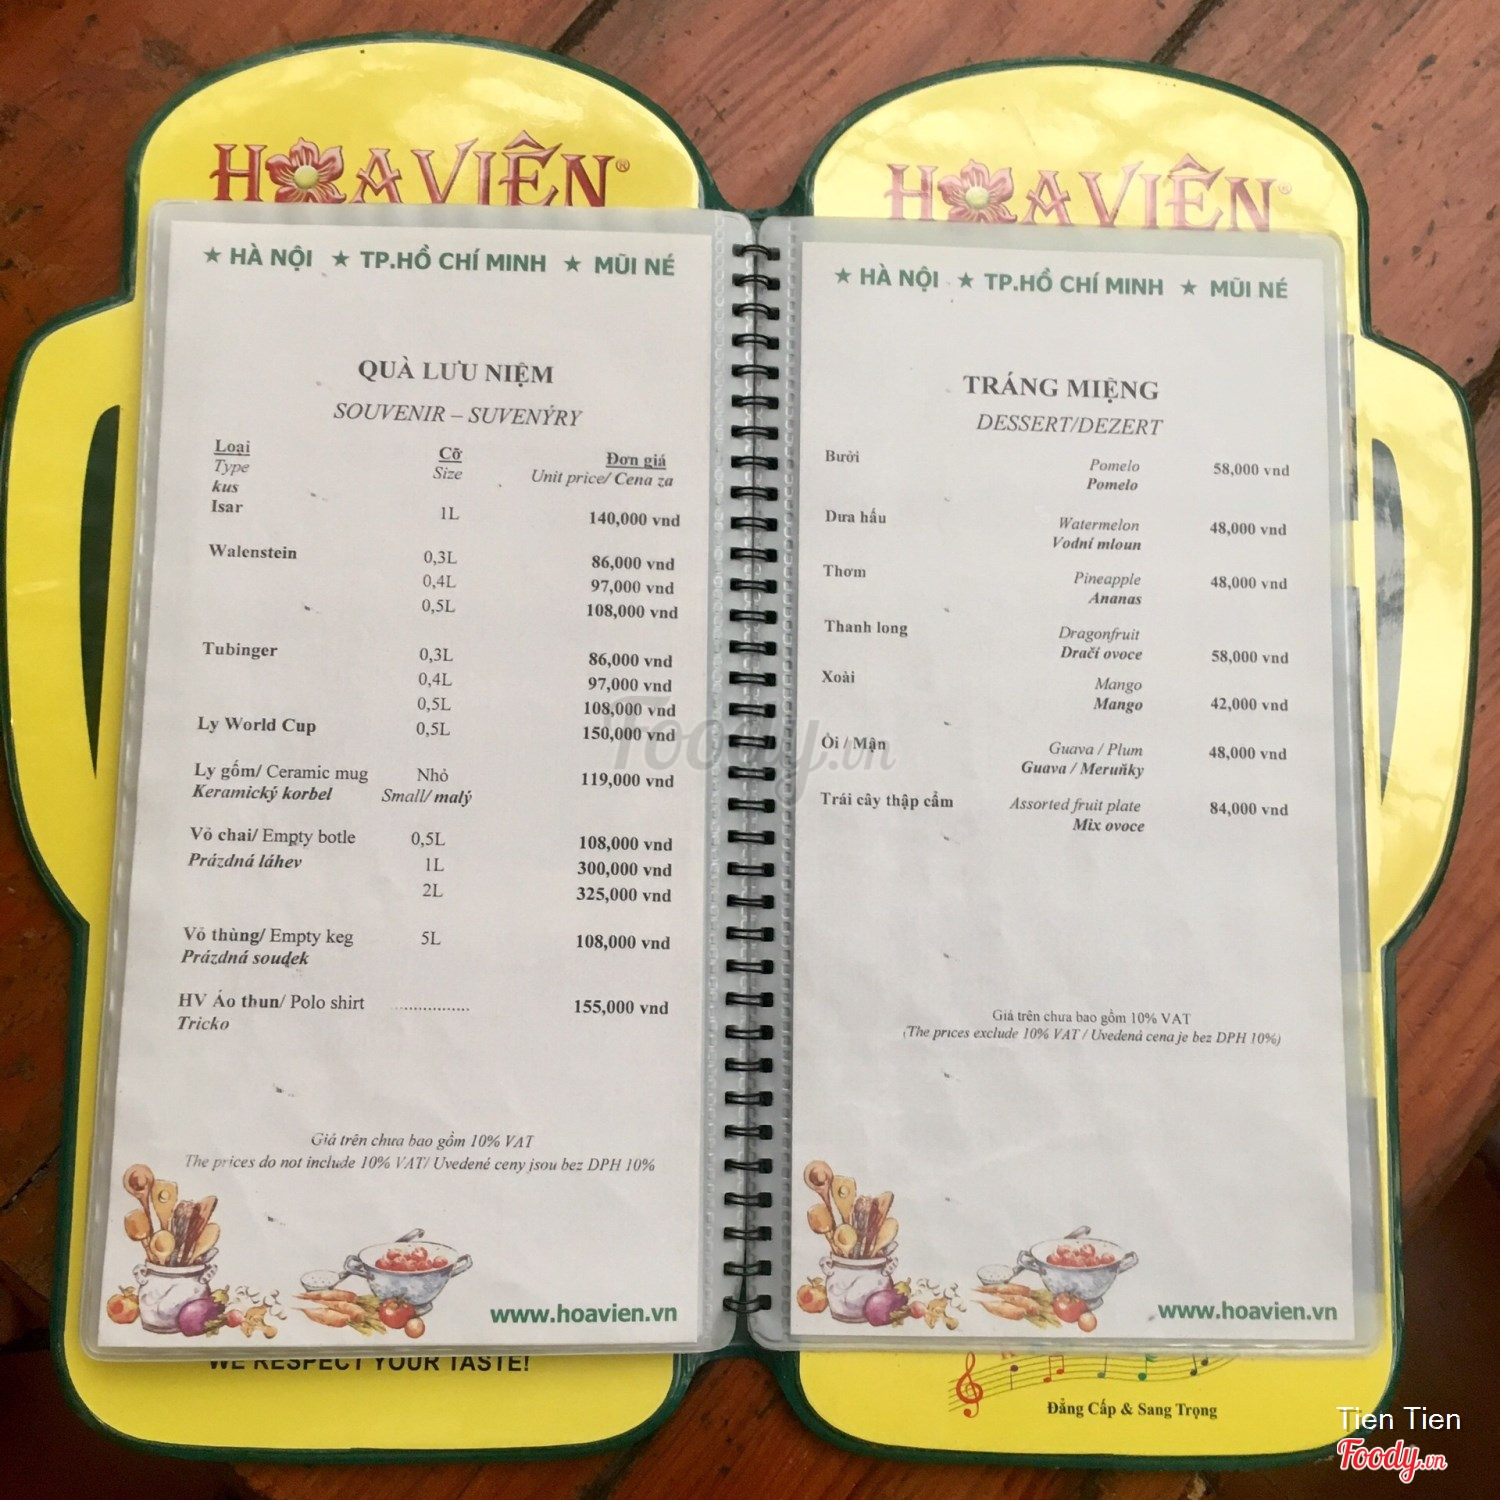 HOAVIÊN®
★ HÀ NỘI ★ TP.HỒ CHÍ MINH ★ MŨI NÉ
QUÀ LƯU NIỆM
SOUVENIR – SUVENÝRY
Loại Cỡ Đơn giá
Type Size Unit price/ Cena za
kus
Isar 1L 140,000 vnd
Walenstein 0,3L 86,000 vnd
0,4L 97,000 vnd
0,5L 108,000 vnd
Tubinger 0,3L 86,000 vnd
0,4L 97,000 vnd
0,5L 108,000 vnd
Ly World Cup 0,5L 150,000 vnd
Ly gốm/ Ceramic mug Nhỏ 119,000 vnd
Keramický korbel Small/ malý
Vỏ chai/ Empty botle 0,5L 108,000 vnd
Prázdná láhev 1L 300,000 vnd
2L 325,000 vnd
Vỏ thùng/ Empty keg 5L 108,000 vnd
Prázdná soudek
HV Áo thun/ Polo shirt ................. 155,000 vnd
Tricko
Giá trên chưa bao gồm 10% VAT
The prices do not include 10% VAT/ Uvedené ceny jsou bez DPH 10%
www.hoavien.vn
WE RESPECT YOUR TASTE!
HOAVIÊN®
★ HÀ NỘI ★ TP.HỒ CHÍ MINH ★ MŨI NÉ
TRÁNG MIỆNG
DESSERT/DEZERT
Bưởi Pomelo 58,000 vnd
Pomelo
Dưa hấu Watermelon 48,000 vnd
Vodní mloun
Thơm Pineapple 48,000 vnd
Ananas
Thanh long Dragonfruit
Dračí ovoce 58,000 vnd
Xoài Mango
Mango 42,000 vnd
Ổi / Mận Guava / Plum 48,000 vnd
Guava / Meruňky
Trái cây thập cẩm Assorted fruit plate 84,000 vnd
Mix ovoce
Giá trên chưa bao gồm 10% VAT
(The prices exclude 10% VAT / Uvedená cena je bez DPH 10%)
www.hoavien.vn
Đẳng Cấp & Sang Trọng
Foody.vn
Tien Tien
Foody.vn